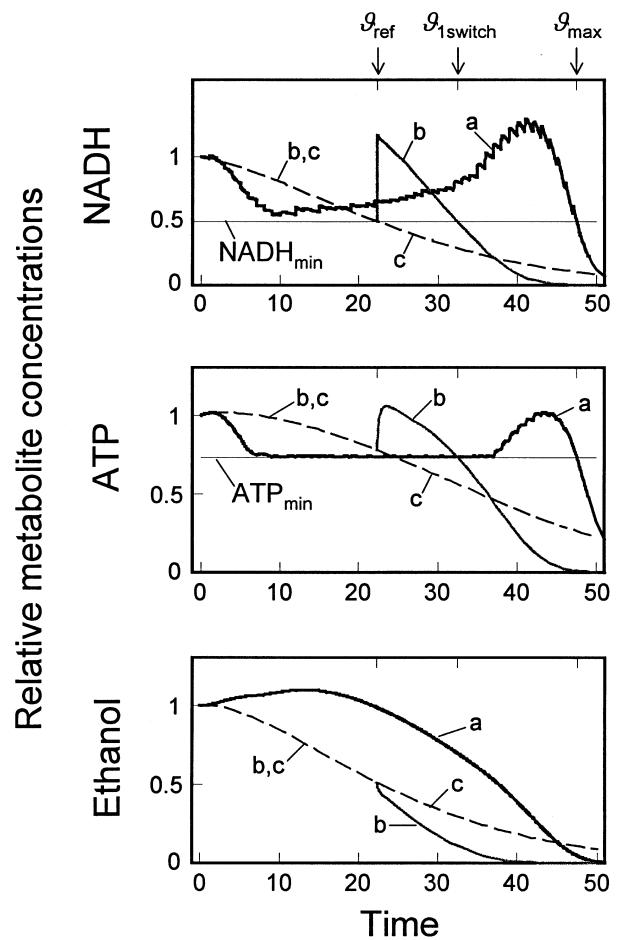 ϑref ϑ1switch ϑmax
Relative metabolite concentrations
NADH
1
0.5
0
b,c
b
a
c
NADHmin
0 10 20 30 40 50
ATP
1
0.5
0
b,c
b
a
c
ATPmin
0 10 20 30 40 50
Ethanol
1
0.5
0
a
b,c
c
b
0 10 20 30 40 50
Time